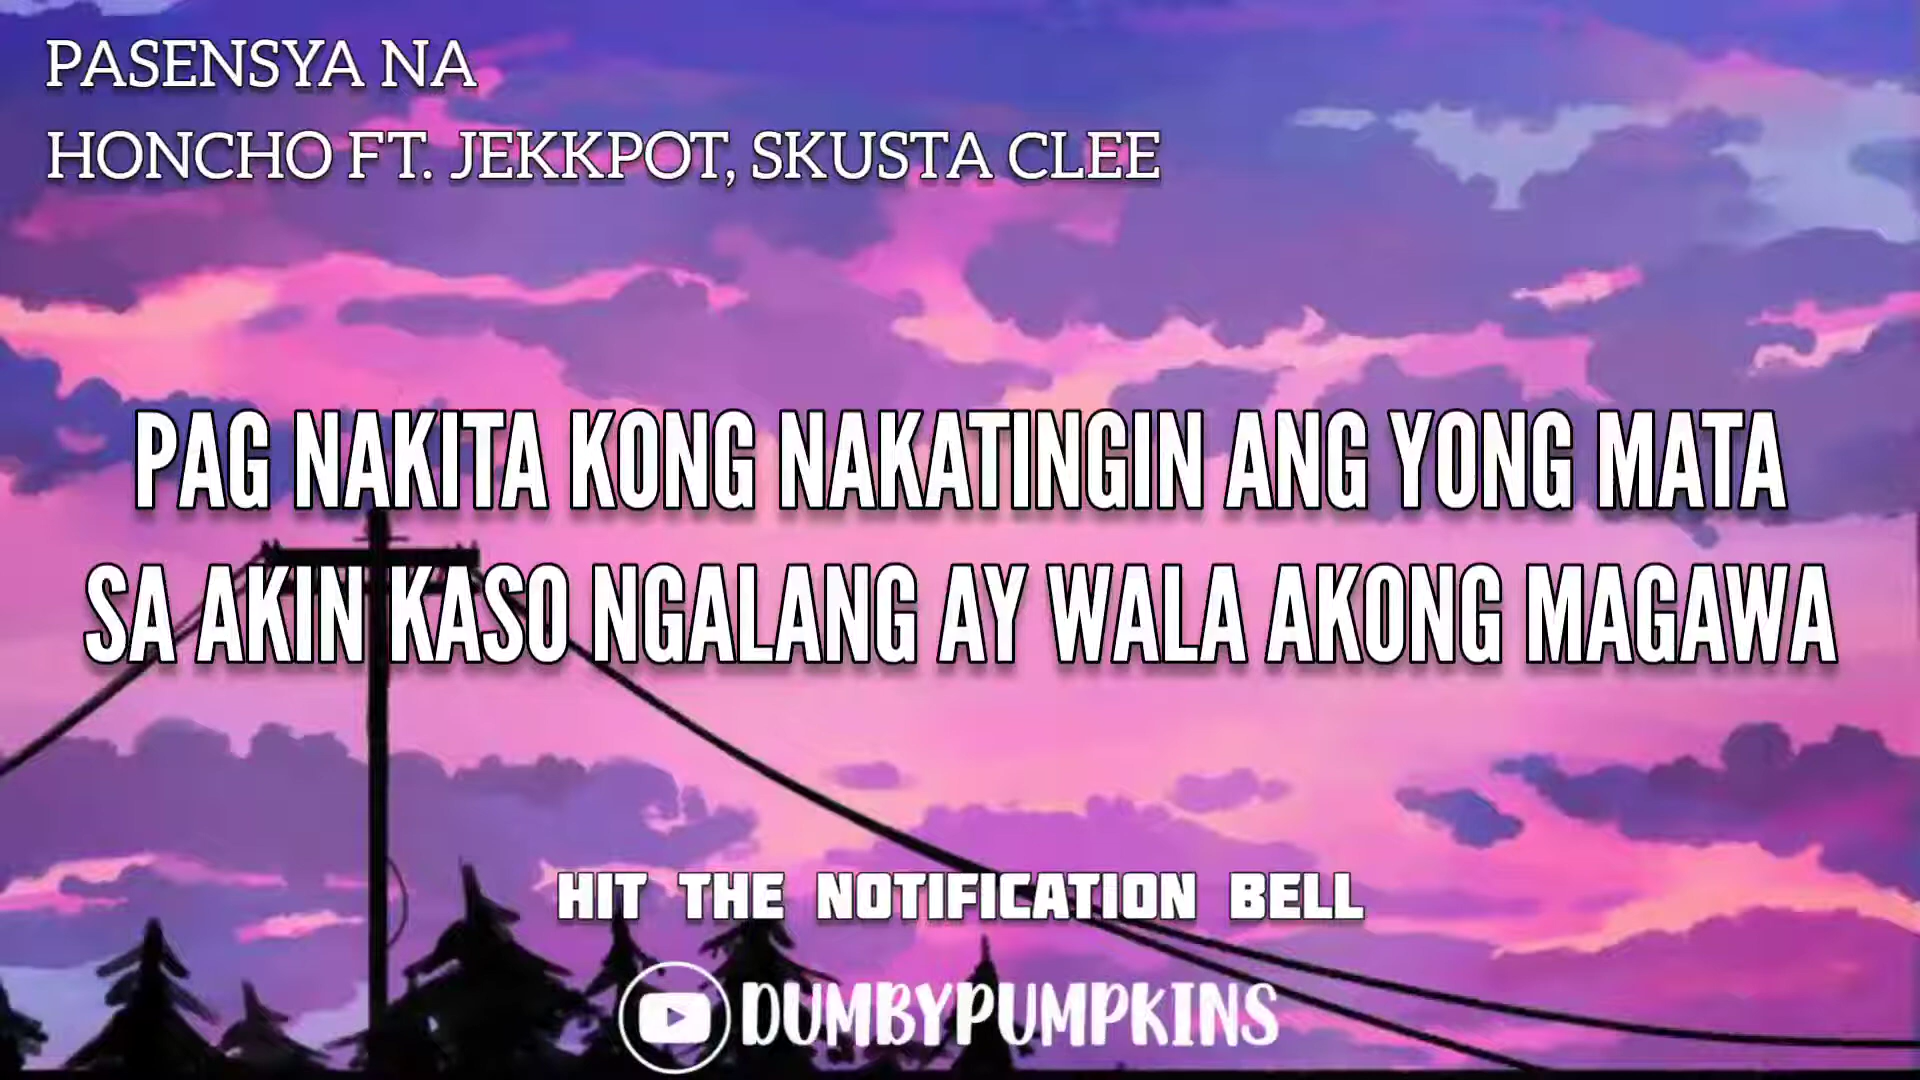 PASENSYA NA
HONCHO FT. JEKKPOT, SKUSTA CLEE
PAG NAKITA KONG NAKATINGIN ANG YONG MATA
SA AKIN KASO NGALANG AY WALA AKONG MAGAWA
HIT THE NOTIFICATION BELL
DUMBYPUMPKINS